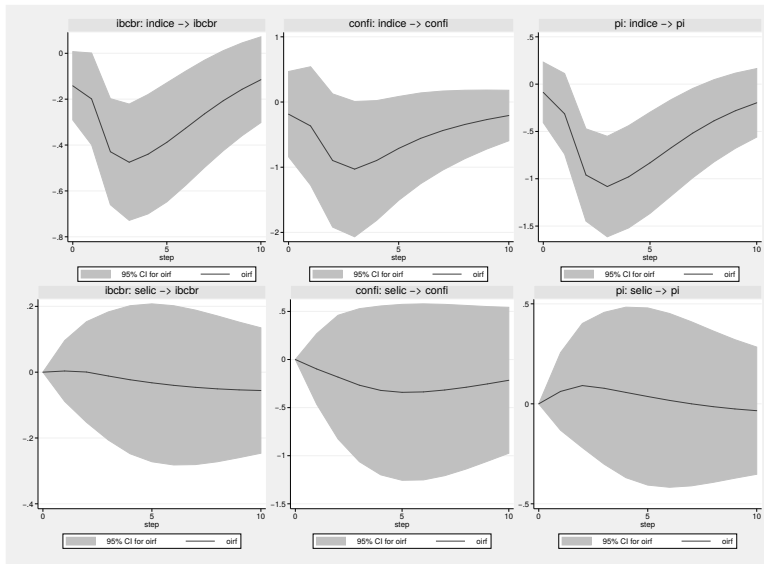 ibcbr: indice −> ibcbr
0
−.2
−.4
−.6
−.8
0
5
10
step
95% CI for oirf
oirf
confi: indice −> confi
1
0
−1
−2
0
5
10
step
95% CI for oirf
oirf
pi: indice −> pi
.5
0
−.5
−1
−1.5
0
5
10
step
95% CI for oirf
oirf
ibcbr: selic −> ibcbr
.2
0
−.2
−.4
0
5
10
step
95% CI for oirf
oirf
confi: selic −> confi
.5
0
−.5
−1
−1.5
0
5
10
step
95% CI for oirf
oirf
pi: selic −> pi
.5
0
−.5
0
5
10
step
95% CI for oirf
oirf